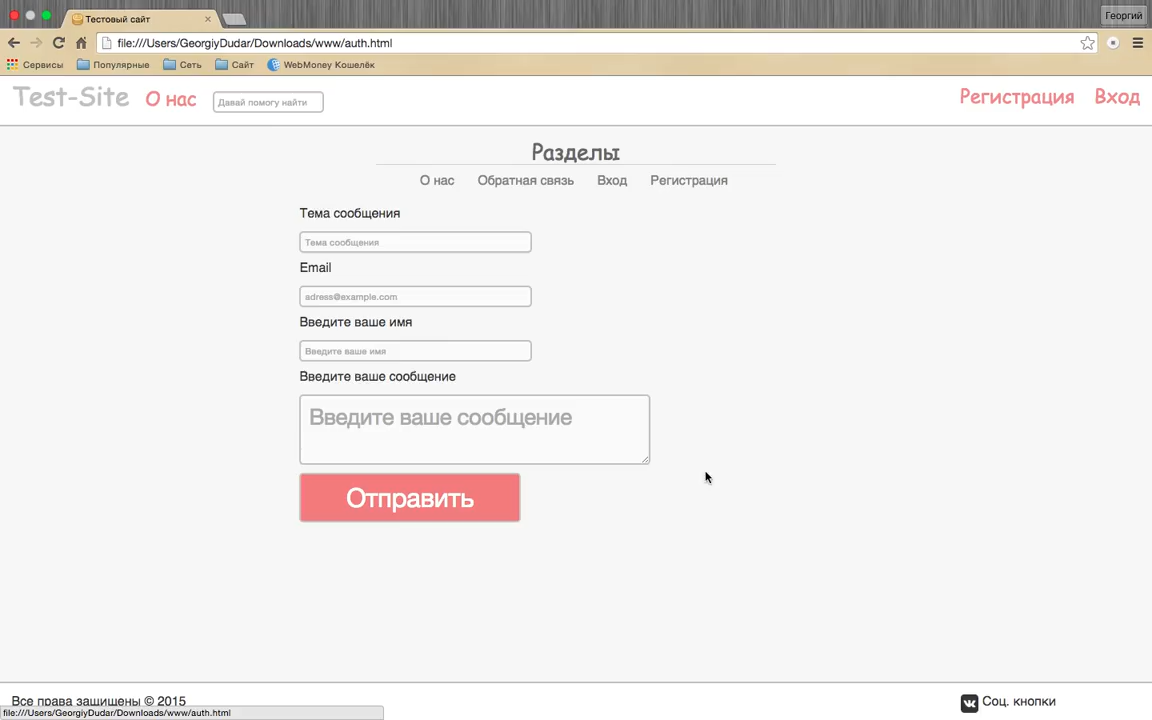 Тестовый сайт
Георгий
file:///Users/GeorgiyDudar/Downloads/www/auth.html
Сервисы Популярные Сеть Сайт WebMoney Кошелёк
Test-Site О нас Давай помогу найти Регистрация Вход
Разделы
О нас Обратная связь Вход Регистрация
Тема сообщения
Тема сообщения
Email
adress@example.com
Введите ваше имя
Введите ваше имя
Введите ваше сообщение
Введите ваше сообщение
Отправить
Все права защищены © 2015 Соц. кнопки
file:///Users/GeorgiyDudar/Downloads/www/auth.html